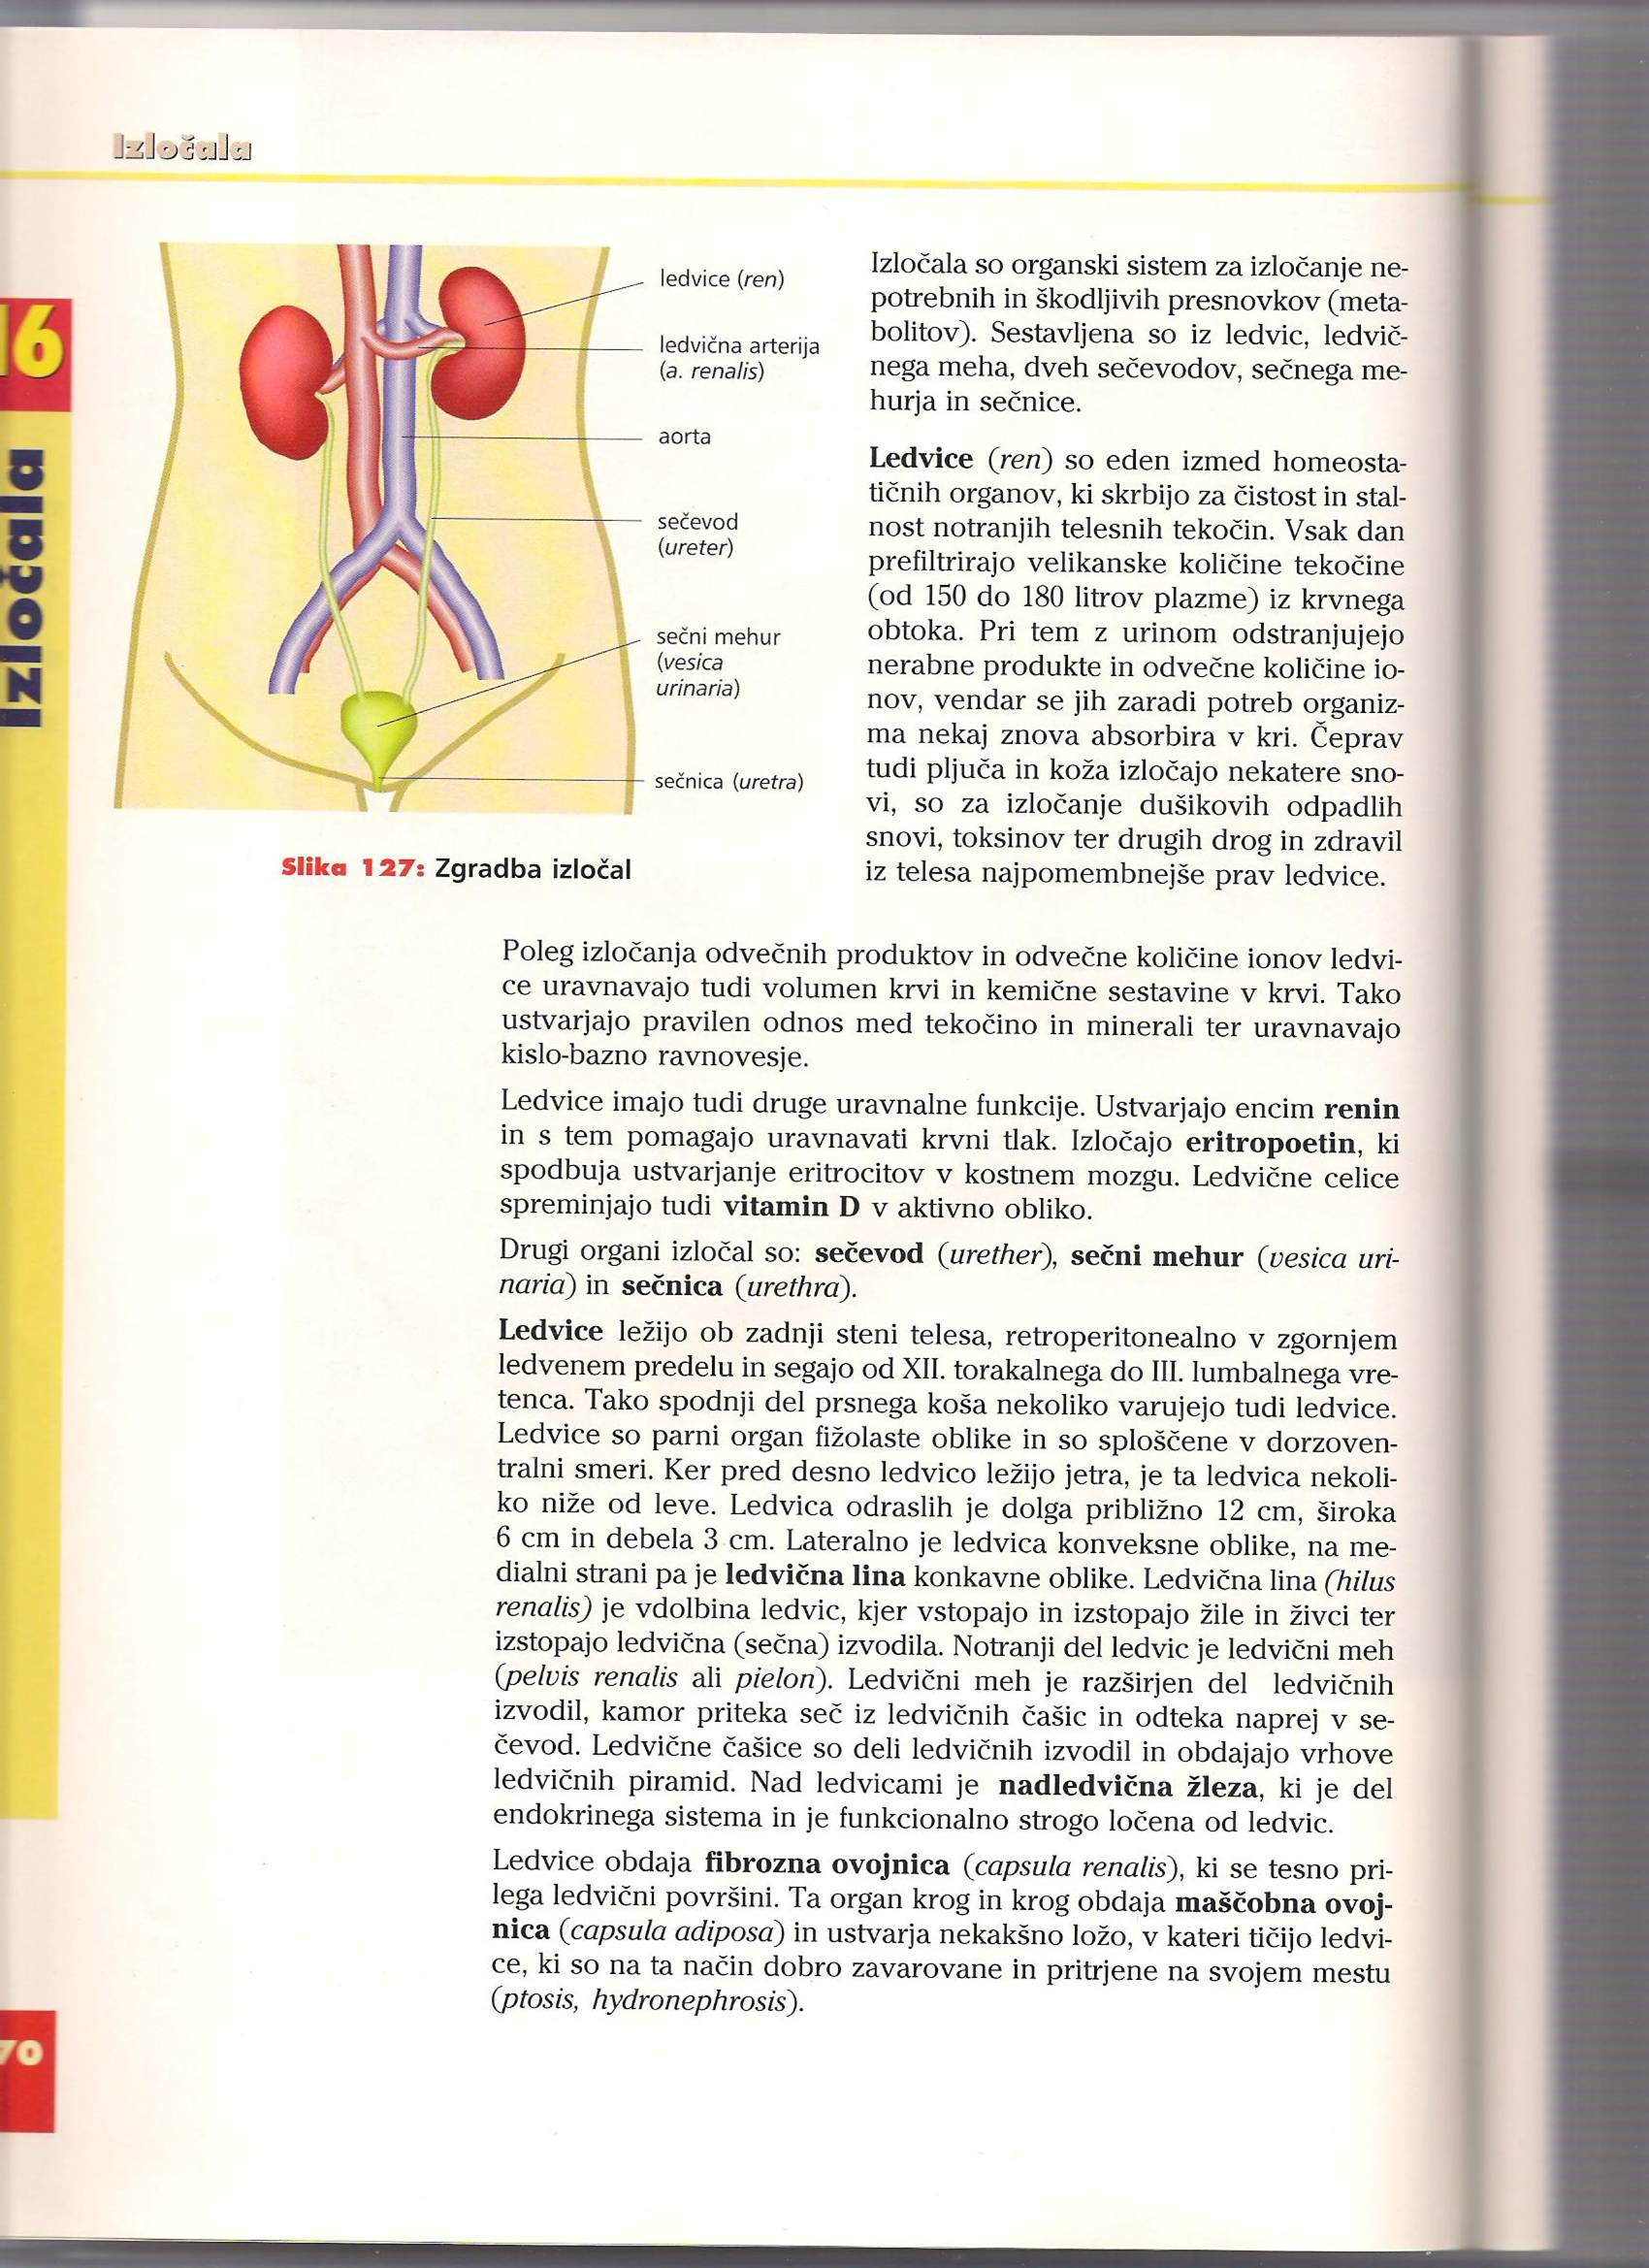 Izločala
16
Izločala
ledvice (ren)
ledvična arterija
(a. renalis)
aorta
sečevod
(ureter)
sečni mehur
(vesica
urinaria)
sečnica (uretra)
Slika 127: Zgradba izločal
Izločala so organski sistem za izločanje ne-
potrebnih in škodljivih presnovkov (meta-
bolitov). Sestavljena so iz ledvic, ledvič-
nega meha, dveh sečevodov, sečnega me-
hurja in sečnice.
Ledvice (ren) so eden izmed homeosta-
tičnih organov, ki skrbijo za čistost in stal-
nost notranjih telesnih tekočin. Vsak dan
prefiltrirajo velikanske količine tekočine
(od 150 do 180 litrov plazme) iz krvnega
obtoka. Pri tem z urinom odstranjujejo
nerabne produkte in odvečne količine io-
nov, vendar se jih zaradi potreb organiz-
ma nekaj znova absorbira v kri. Čeprav
tudi pljuča in koža izločajo nekatere sno-
vi, so za izločanje dušikovih odpadlih
snovi, toksinov ter drugih drog in zdravil
iz telesa najpomembnejše prav ledvice.
Poleg izločanja odvečnih produktov in odvečne količine ionov ledvi-
ce uravnavajo tudi volumen krvi in kemične sestavine v krvi. Tako
ustvarjajo pravilen odnos med tekočino in minerali ter uravnavajo
kislo-bazno ravnovesje.
Ledvice imajo tudi druge uravnalne funkcije. Ustvarjajo encim renin
in s tem pomagajo uravnavati krvni tlak. Izločajo eritropoetin, ki
spodbuja ustvarjanje eritrocitov v kostnem mozgu. Ledvične celice
spreminjajo tudi vitamin D v aktivno obliko.
Drugi organi izločal so: sečevod (urether), sečni mehur (vesica uri-
naria) in sečnica (urethra).
Ledvice ležijo ob zadnji steni telesa, retroperitonealno v zgornjem
ledvenem predelu in segajo od XII. torakalnega do III. lumbalnega vre-
tenca. Tako spodnji del prsnega koša nekoliko varujejo tudi ledvice.
Ledvice so parni organ fižolaste oblike in so sploščene v dorzoven-
tralni smeri. Ker pred desno ledvico ležijo jetra, je ta ledvica nekoli-
ko niže od leve. Ledvica odraslih je dolga približno 12 cm, široka
6 cm in debela 3 cm. Lateralno je ledvica konveksne oblike, na me-
dialni strani pa je ledvična lina konkavne oblike. Ledvična lina (hilus
renalis) je vdolbina ledvic, kjer vstopajo in izstopajo žile in živci ter
izstopajo ledvična (sečna) izvodila. Notranji del ledvic je ledvični meh
(pelvis renalis ali pielon). Ledvični meh je razširjen del ledvičnih
izvodil, kamor priteka seč iz ledvičnih čašic in odteka naprej v se-
čevod. Ledvične čašice so deli ledvičnih izvodil in obdajajo vrhove
ledvičnih piramid. Nad ledvicami je nadledvična žleza, ki je del
endokrinega sistema in je funkcionalno strogo ločena od ledvic.
Ledvice obdaja fibrozna ovojnica (capsula renalis), ki se tesno pri-
lega ledvični površini. Ta organ krog in krog obdaja maščobna ovoj-
nica (capsula adiposa) in ustvarja nekakšno ložo, v kateri tičijo ledvi-
ce, ki so na ta način dobro zavarovane in pritrjene na svojem mestu
(ptosis, hydronephrosis).
70